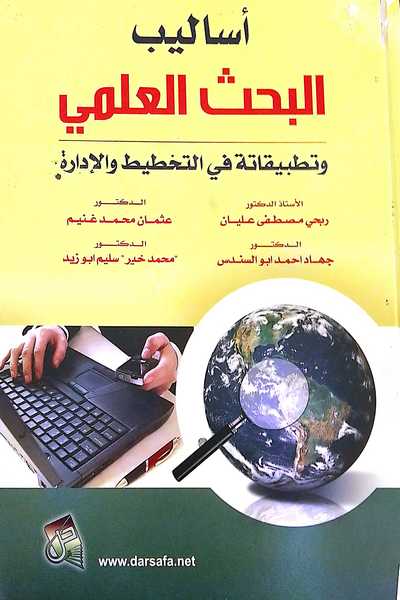 أساليب
البحث العلمي
وتطبيقاتة في التخطيط والإدارة
الأستاذ الدكتور
ربحي مصطفى عليان
الدكتور
عثمان محمد غنيم
الدكتور
جهاد احمد ابو السندس
الدكتور
"محمد خير" سليم ابو زيد
www.darsafa.net